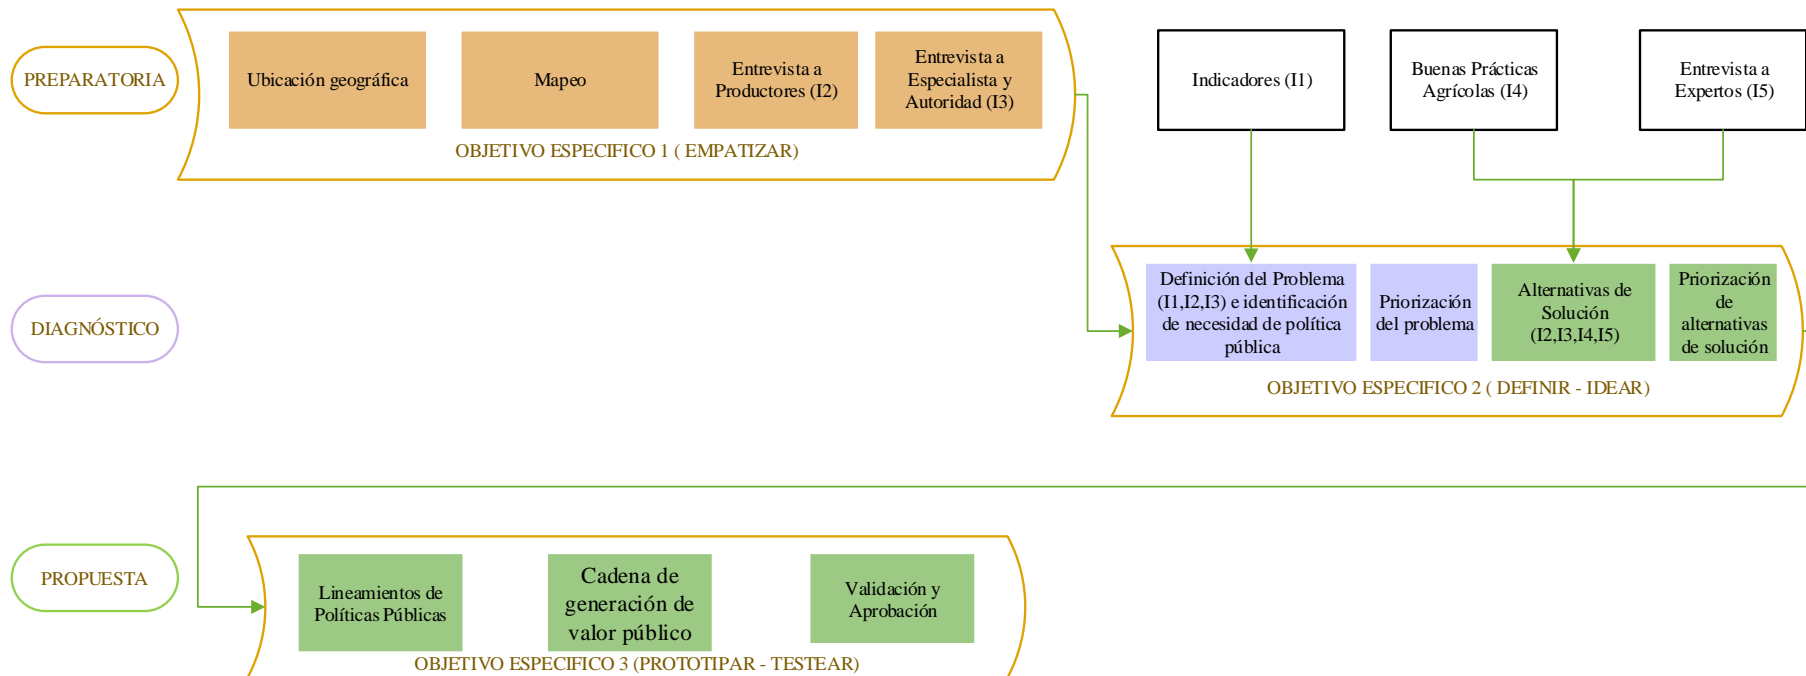 PREPARATORIA
Ubicación geográfica
Mapeo
Entrevista a
Productores (I2)
Entrevista a
Especialista y
Autoridad (I3)
OBJETIVO ESPECIFICO 1 ( EMPATIZAR)
Indicadores (I1)
Buenas Prácticas
Agrícolas (I4)
Entrevista a
Expertos (I5)
DIAGNÓSTICO
Definición del Problema
(I1,I2,I3) e identificación
de necesidad de política
pública
Priorización
del problema
Alternativas de
Solución
(I2,I3,I4,I5)
Priorización
de
alternativas
de solución
OBJETIVO ESPECIFICO 2 ( DEFINIR - IDEAR)
PROPUESTA
Lineamientos de
Políticas Públicas
Cadena de
generación de
valor público
Validación y
Aprobación
OBJETIVO ESPECIFICO 3 (PROTOTIPAR - TESTEAR)